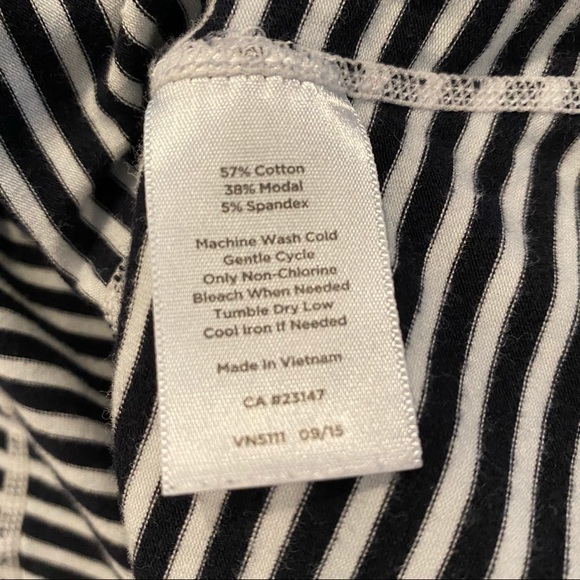 57% Cotton
38% Modal
5% Spandex
Machine Wash Cold
Gentle Cycle
Only Non-Chlorine
Bleach When Needed
Tumble Dry Low
Cool Iron If Needed
Made In Vietnam
CA #23147
VN5111 09/15